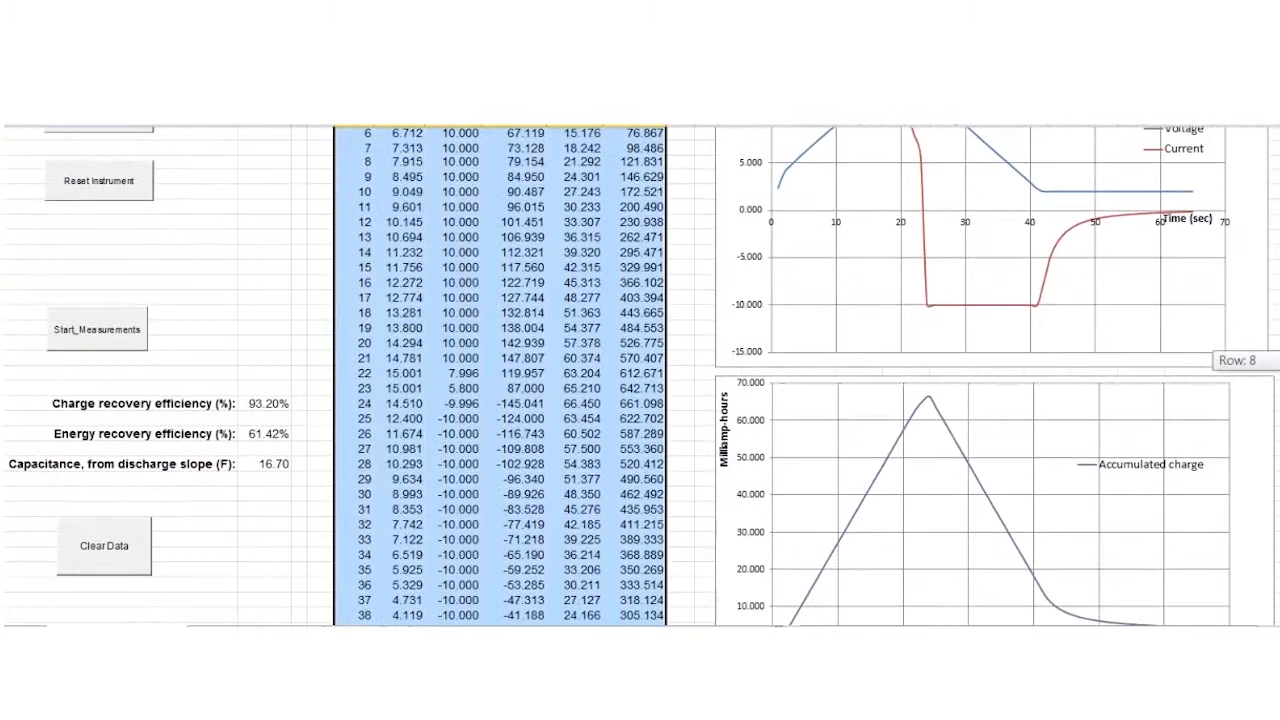 Reset Instrument
Start_Measurements
Charge recovery efficiency (%): 93.20%
Energy recovery efficiency (%): 61.42%
Capacitance, from discharge slope (F): 16.70
Clear Data
6 6.712 10.000 67.119 15.176 76.867
7 7.313 10.000 73.128 18.242 98.486
8 7.915 10.000 79.154 21.292 121.831
9 8.495 10.000 84.950 24.301 146.629
10 9.049 10.000 90.487 27.243 172.521
11 9.601 10.000 96.015 30.233 200.490
12 10.145 10.000 101.451 33.307 230.938
13 10.694 10.000 106.939 36.315 262.471
14 11.232 10.000 112.321 39.320 295.471
15 11.756 10.000 117.560 42.315 329.991
16 12.272 10.000 122.719 45.313 366.102
17 12.774 10.000 127.744 48.277 403.394
18 13.281 10.000 132.814 51.363 443.665
19 13.800 10.000 138.004 54.377 484.553
20 14.294 10.000 142.939 57.378 526.775
21 14.781 10.000 147.807 60.374 570.407
22 15.001 7.996 119.957 63.204 612.671
23 15.001 5.800 87.000 65.210 642.713
24 14.510 -9.996 -145.041 66.450 661.098
25 12.400 -10.000 -124.000 63.454 622.702
26 11.674 -10.000 -116.743 60.502 587.289
27 10.981 -10.000 -109.808 57.500 553.360
28 10.293 -10.000 -102.928 54.383 520.412
29 9.634 -10.000 -96.340 51.377 490.560
30 8.993 -10.000 -89.926 48.350 462.492
31 8.353 -10.000 -83.528 45.276 435.953
32 7.742 -10.000 -77.419 42.185 411.215
33 7.122 -10.000 -71.218 39.225 389.333
34 6.519 -10.000 -65.190 36.214 368.889
35 5.925 -10.000 -59.252 33.206 350.269
36 5.329 -10.000 -53.285 30.211 333.514
37 4.731 -10.000 -47.313 27.127 318.124
38 4.119 -10.000 -41.188 24.166 305.134
Voltage
Current
5.000
0.000
-5.000
-10.000
-15.000
0 10 20 30 40 50 60 70
Time (sec)
Row: 8
70.000
60.000
50.000
40.000
30.000
20.000
10.000
Milliamp-hours
Accumulated charge